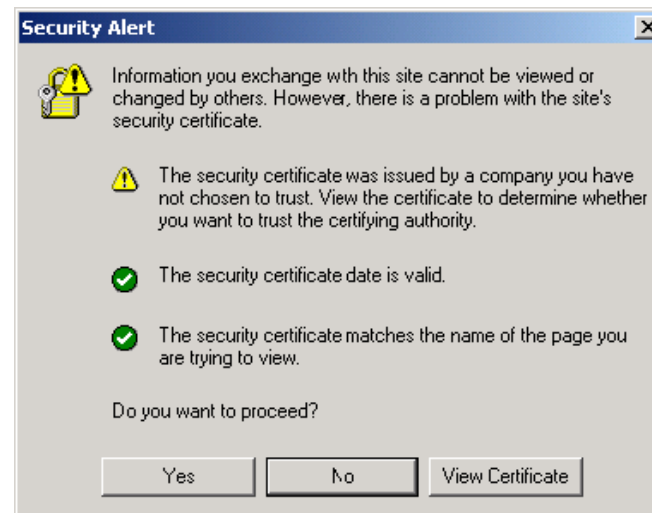 Security Alert
Information you exchange wth this site cannot be viewed or
changed by others. However, there is a problem with the site's
security certificate.
The security certificate was issued by a company you have
not chosen to trust. View the certificate to determine whether
you want to trust the certifying authority.
The security certificate date is valid.
The security certificate matches the name of the page you
are trying to view.
Do you want to proceed?
Yes
No
View Certificate